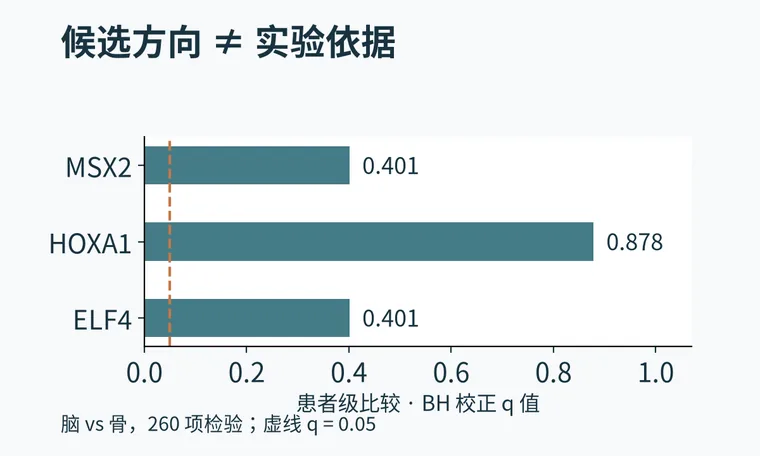 候选方向 ≠ 实验依据
MSX2
0.401
HOXA1
0.878
ELF4
0.401
0.0 0.2 0.4 0.6 0.8 1.0
患者级比较 · BH 校正 q 值
脑 vs 骨，260 项检验；虚线 q = 0.05